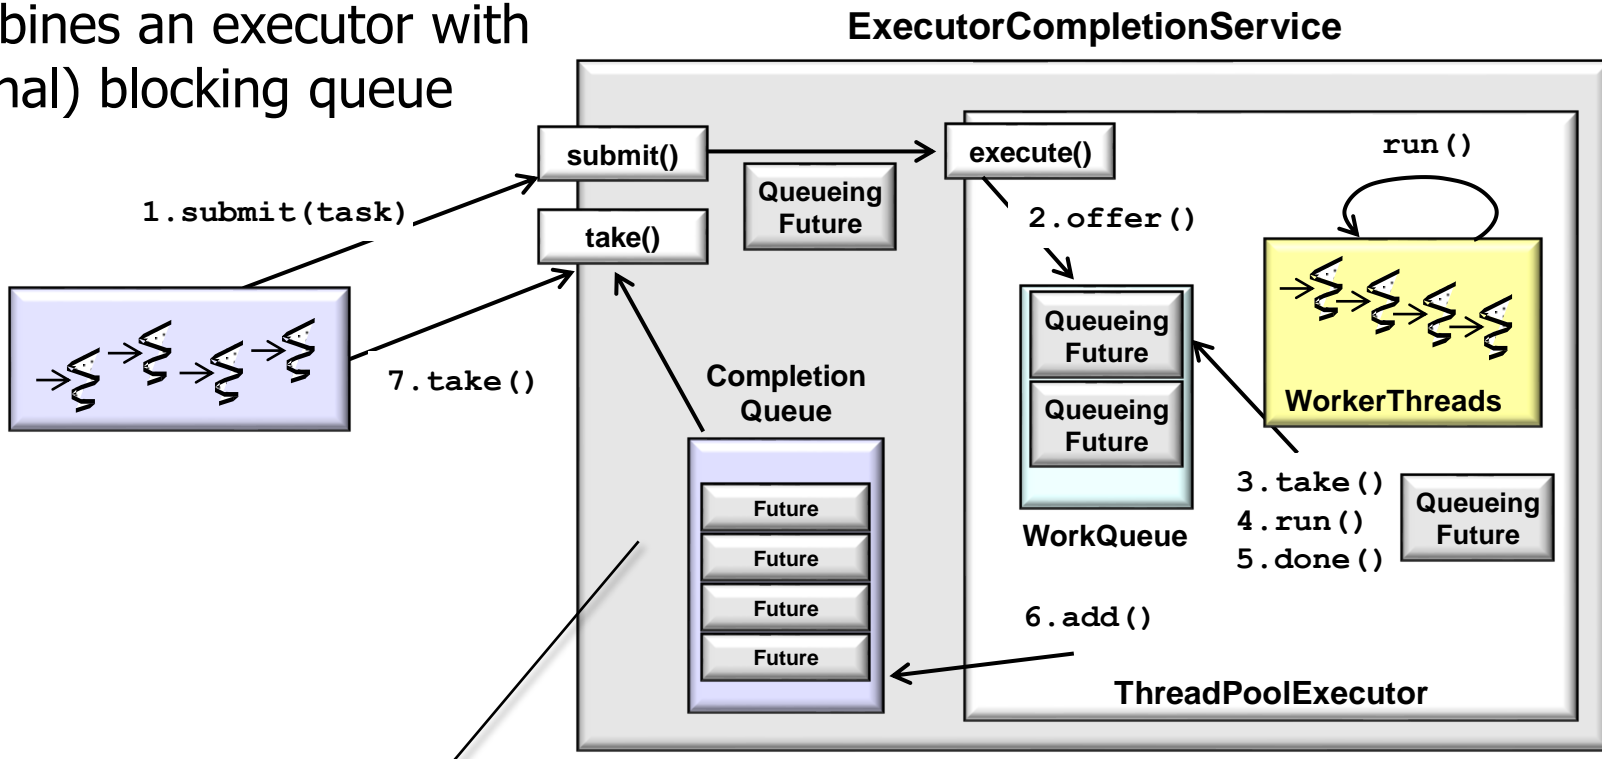 bines an executor with
nal) blocking queue
ExecutorCompletionService
submit()
execute()
run()
Queueing
Future
1.submit(task)
2.offer()
take()
Queueing
Future
7.take()
Completion
Queue
Queueing
Future
WorkerThreads
Future
Future
Future
Future
WorkQueue
3.take()
4.run()
5.done()
Queueing
Future
6.add()
ThreadPoolExecutor